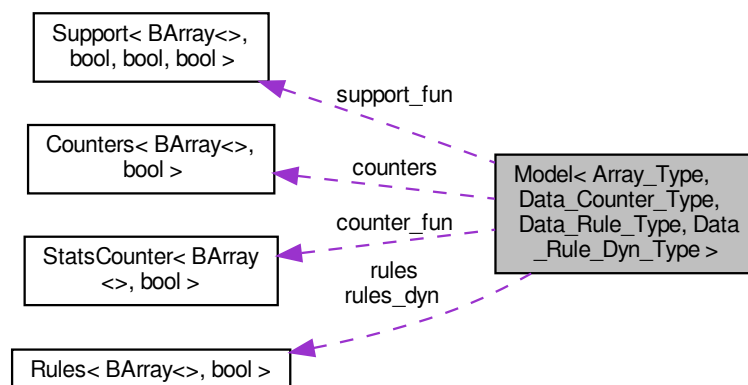 Support< BArray<>,
bool, bool, bool >
support_fun
Counters< BArray<>,
bool >
counters
StatsCounter< BArray
<>, bool >
counter_fun
Rules< BArray<>, bool >
rules
rules_dyn
Model< Array_Type,
Data_Counter_Type,
Data_Rule_Type, Data
_Rule_Dyn_Type >